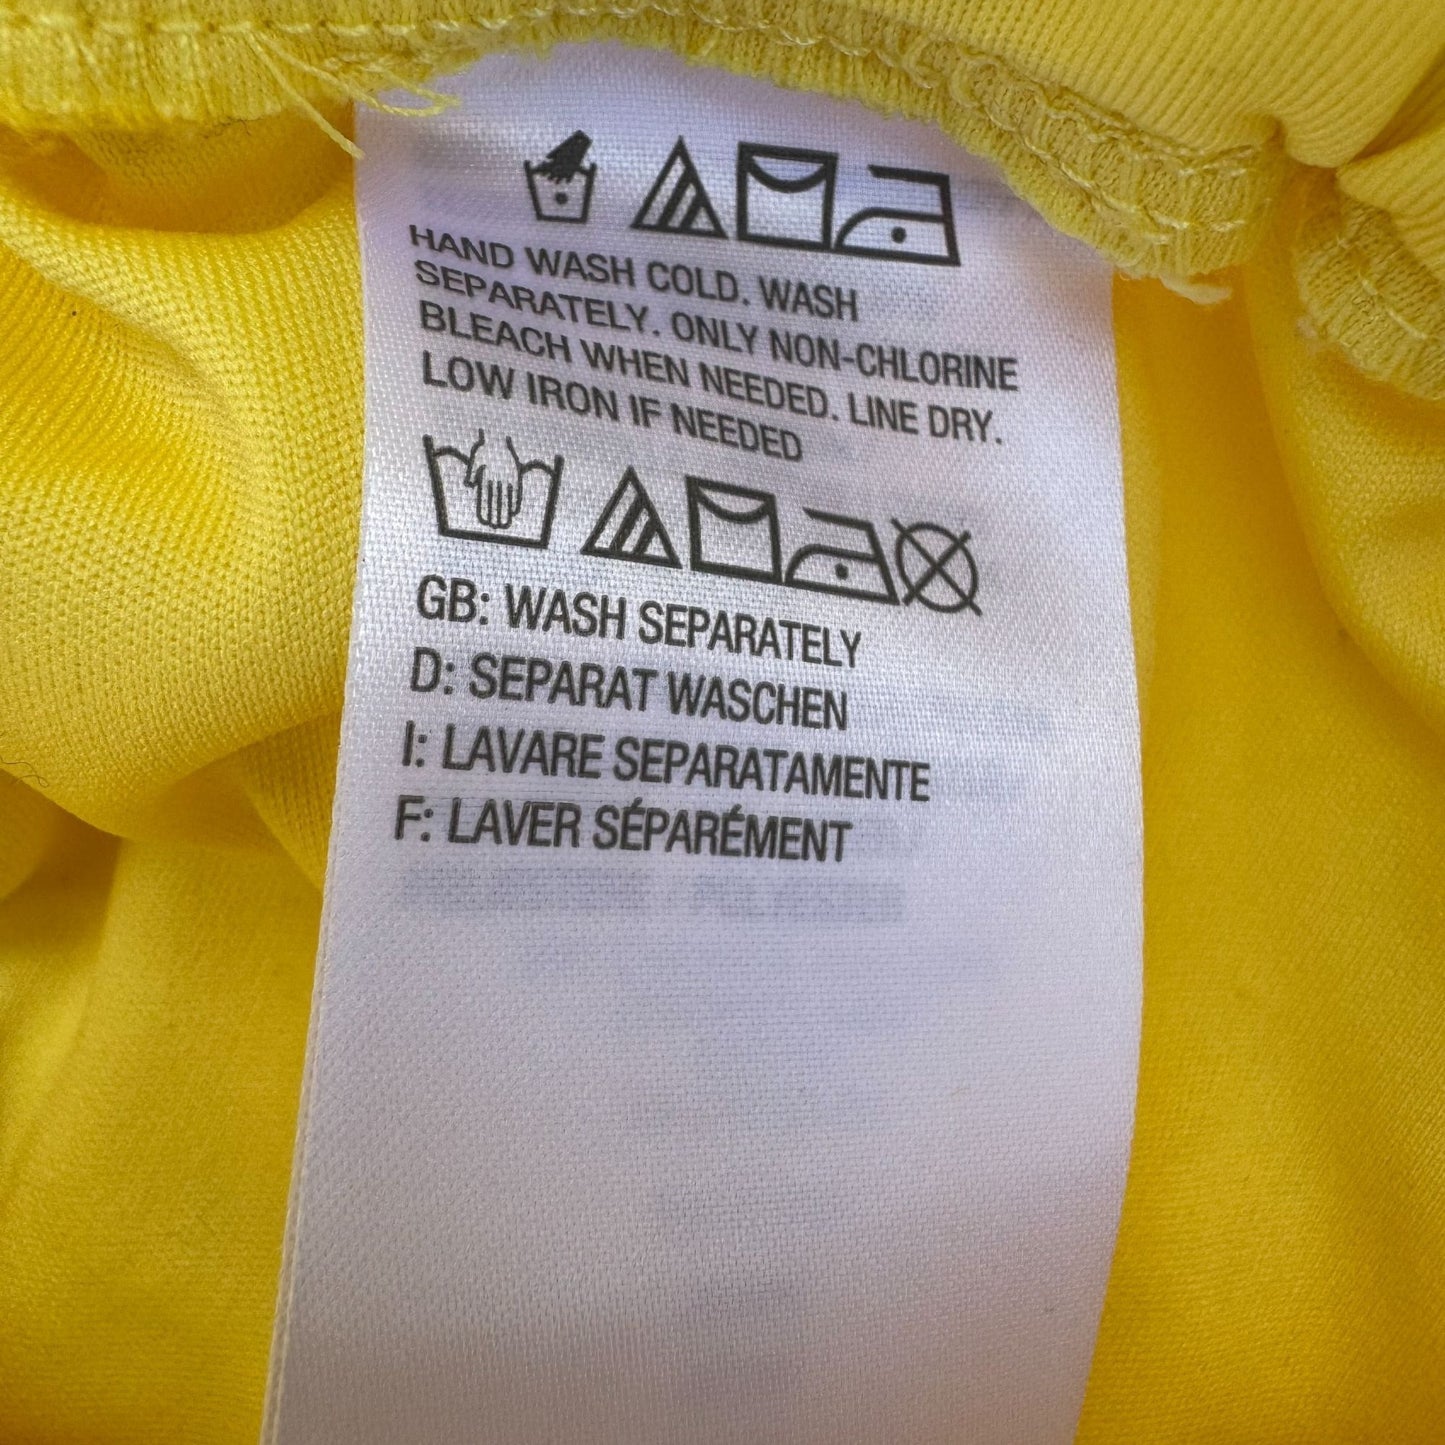 HAND WASH COLD. WASH
SEPARATELY. ONLY NON-CHLORINE
BLEACH WHEN NEEDED. LINE DRY.
LOW IRON IF NEEDED
GB: WASH SEPARATELY
D: SEPARAT WASCHEN
I: LAVARE SEPARATAMENTE
F: LAVER SÉPARÉMENT